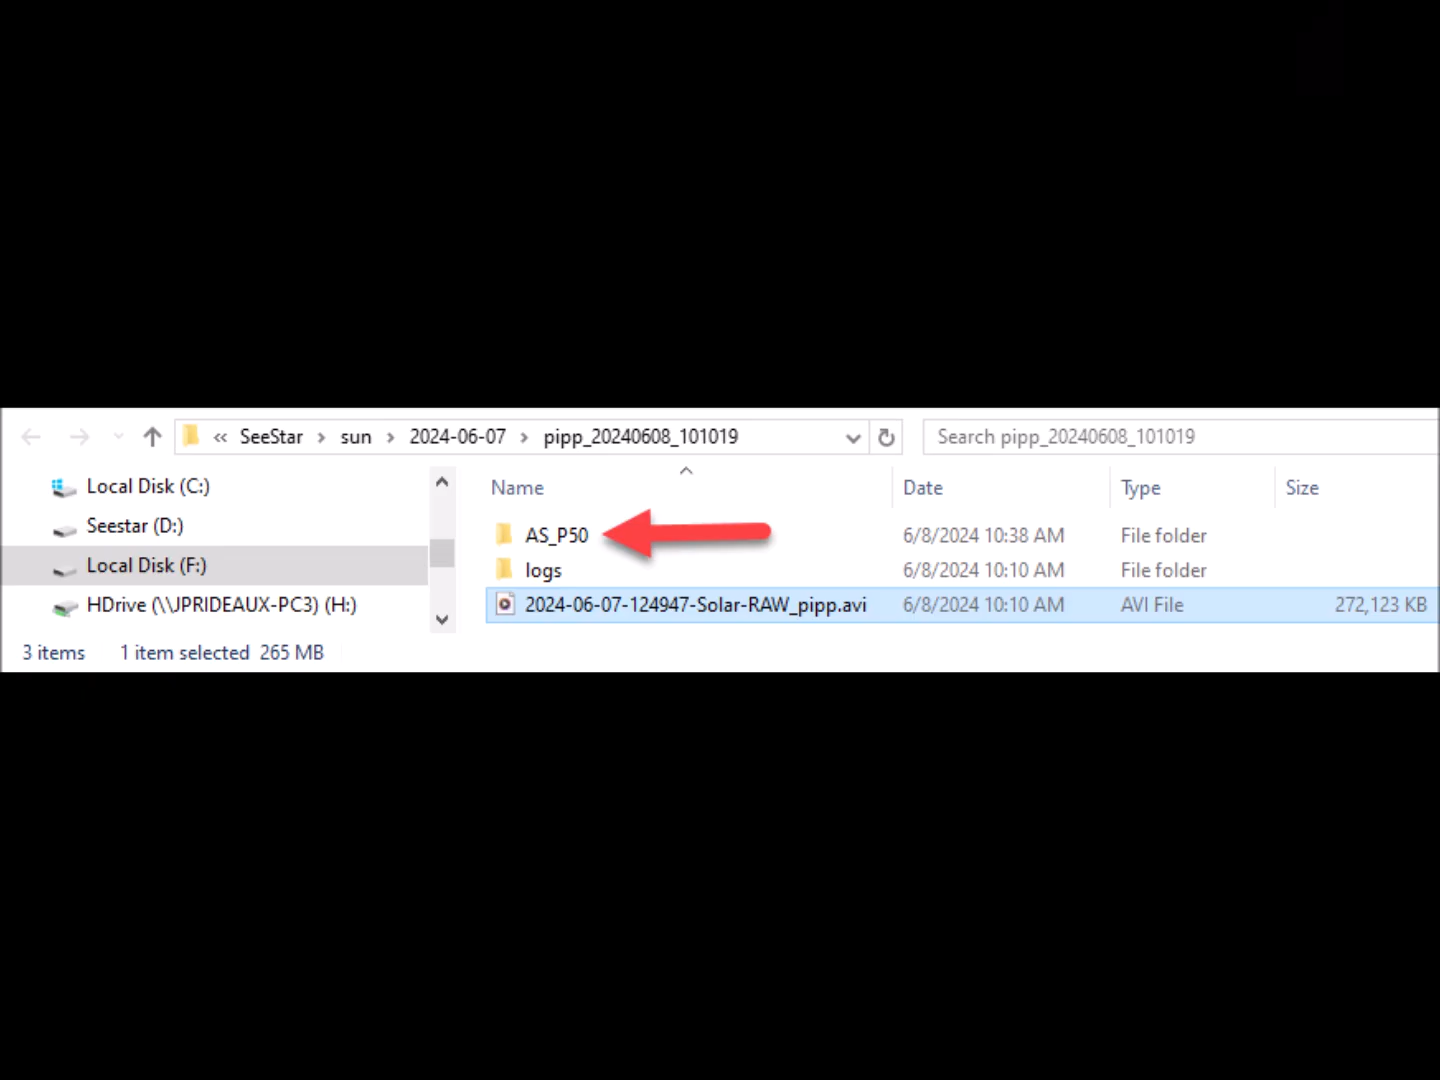 « SeeStar › sun › 2024-06-07 › pipp_20240608_101019
Search pipp_20240608_101019
Local Disk (C:)
Seestar (D:)
Local Disk (F:)
HDrive (\\JPRIDEAUX-PC3) (H:)
Name Date Type Size
AS_P50 6/8/2024 10:38 AM File folder
logs 6/8/2024 10:10 AM File folder
2024-06-07-124947-Solar-RAW_pipp.avi 6/8/2024 10:10 AM AVI File 272,123 KB
3 items 1 item selected 265 MB